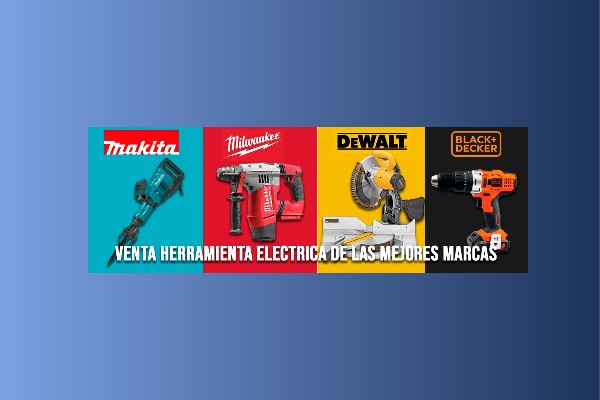 makita
Milwaukee
DEWALT
BLACK+
DECKER
VENTA HERRAMIENTA ELECTRICA DE LAS MEJORES MARCAS